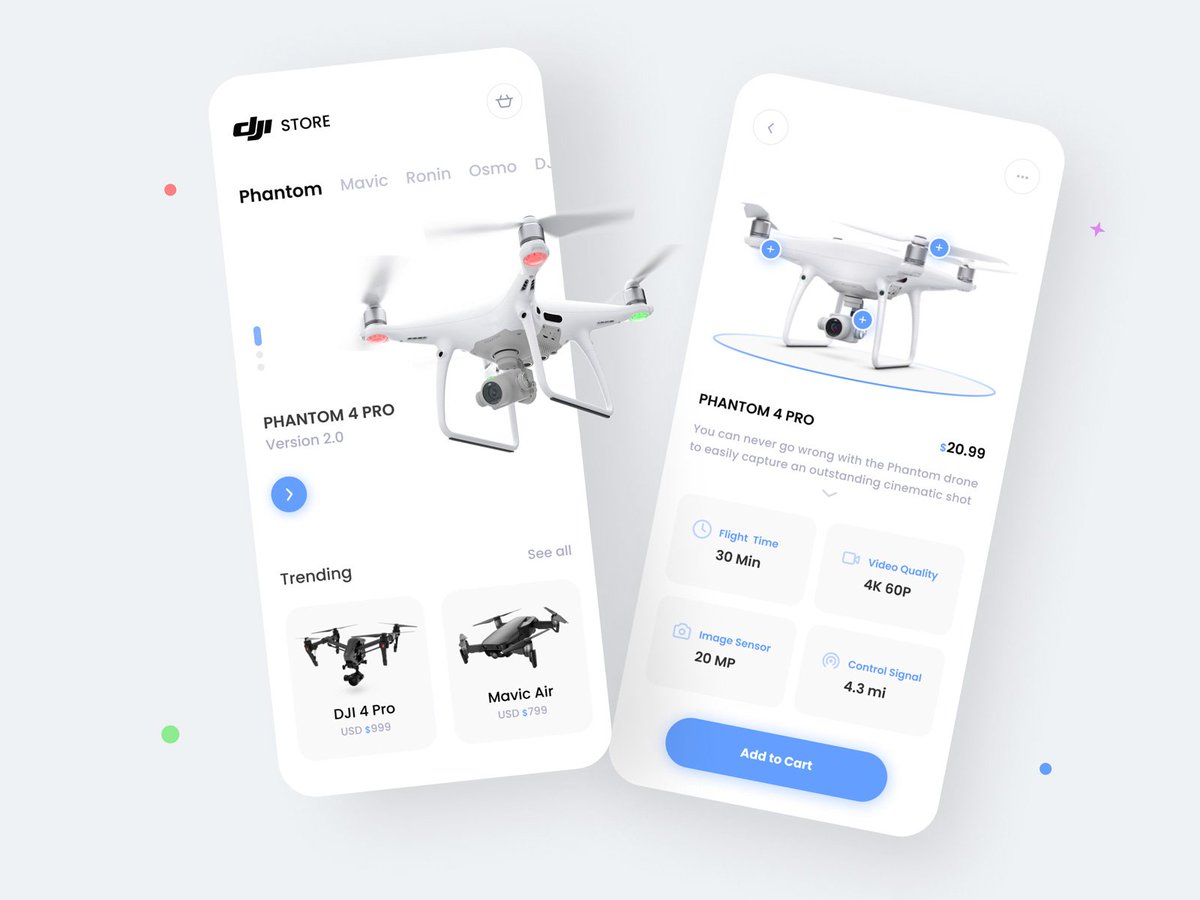 dji STORE
Phantom Mavic Ronin Osmo DJ
PHANTOM 4 PRO
Version 2.0
Trending See all
DJI 4 Pro
USD $999
Mavic Air
USD $799
PHANTOM 4 PRO
$20.99
You can never go wrong with the Phantom drone
to easily capture an outstanding cinematic shot
Flight Time
30 Min
Video Quality
4K 60P
Image Sensor
20 MP
Control Signal
4.3 mi
Add to Cart